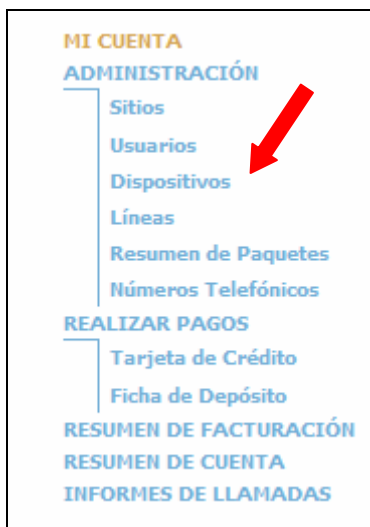 MI CUENTA
ADMINISTRACIÓN
Sitios
Usuarios
Dispositivos
Líneas
Resumen de Paquetes
Números Telefónicos
REALIZAR PAGOS
Tarjeta de Crédito
Ficha de Depósito
RESUMEN DE FACTURACIÓN
RESUMEN DE CUENTA
INFORMES DE LLAMADAS